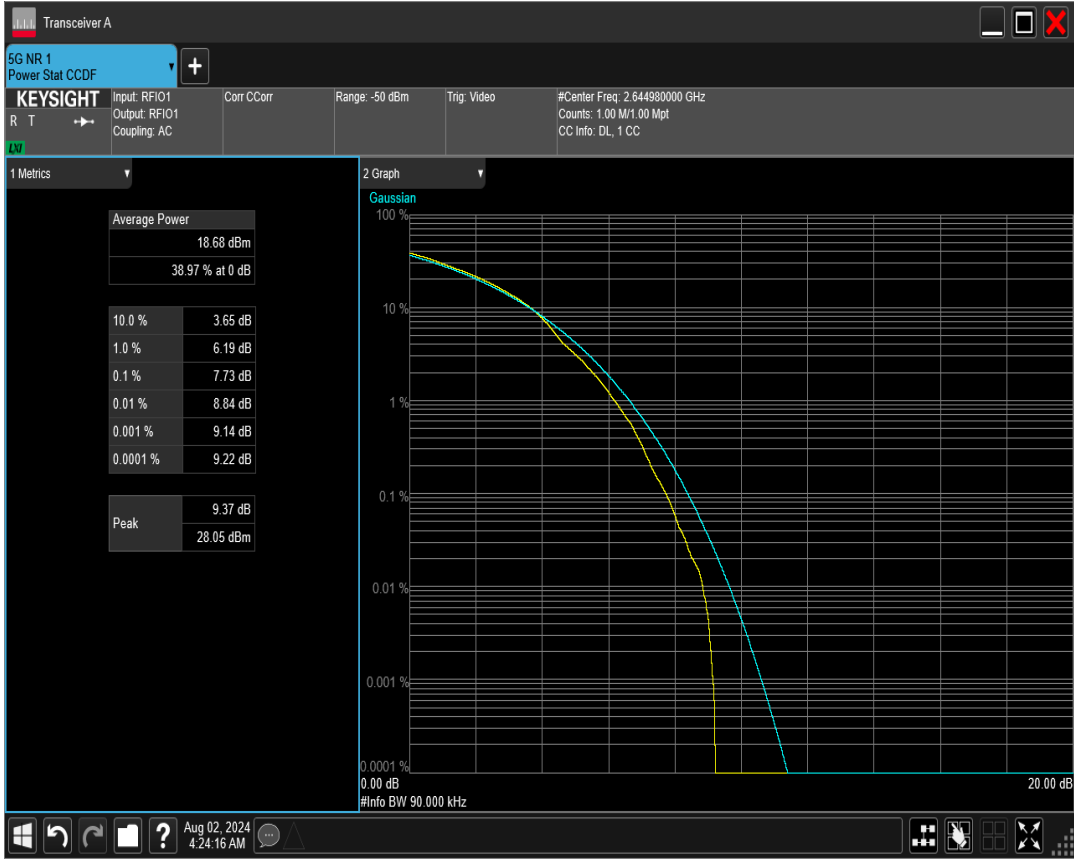 Transceiver A
5G NR 1
Power Stat CCDF
+
KEYSIGHT
R T
LXI
Input: RFIO1
Output: RFIO1
Coupling: AC
Corr CCorr
Range: -50 dBm
Trig: Video
#Center Freq: 2.644980000 GHz
Counts: 1.00 M/1.00 Mpt
CC Info: DL, 1 CC
1 Metrics
Average Power
18.68 dBm
38.97 % at 0 dB
10.0 % 3.65 dB
1.0 % 6.19 dB
0.1 % 7.73 dB
0.01 % 8.84 dB
0.001 % 9.14 dB
0.0001 % 9.22 dB
Peak 9.37 dB
28.05 dBm
2 Graph
Gaussian
100 %
10 %
1 %
0.1 %
0.01 %
0.001 %
0.0001 %
0.00 dB 20.00 dB
#Info BW 90.000 kHz
?
Aug 02, 2024
4:24:16 AM